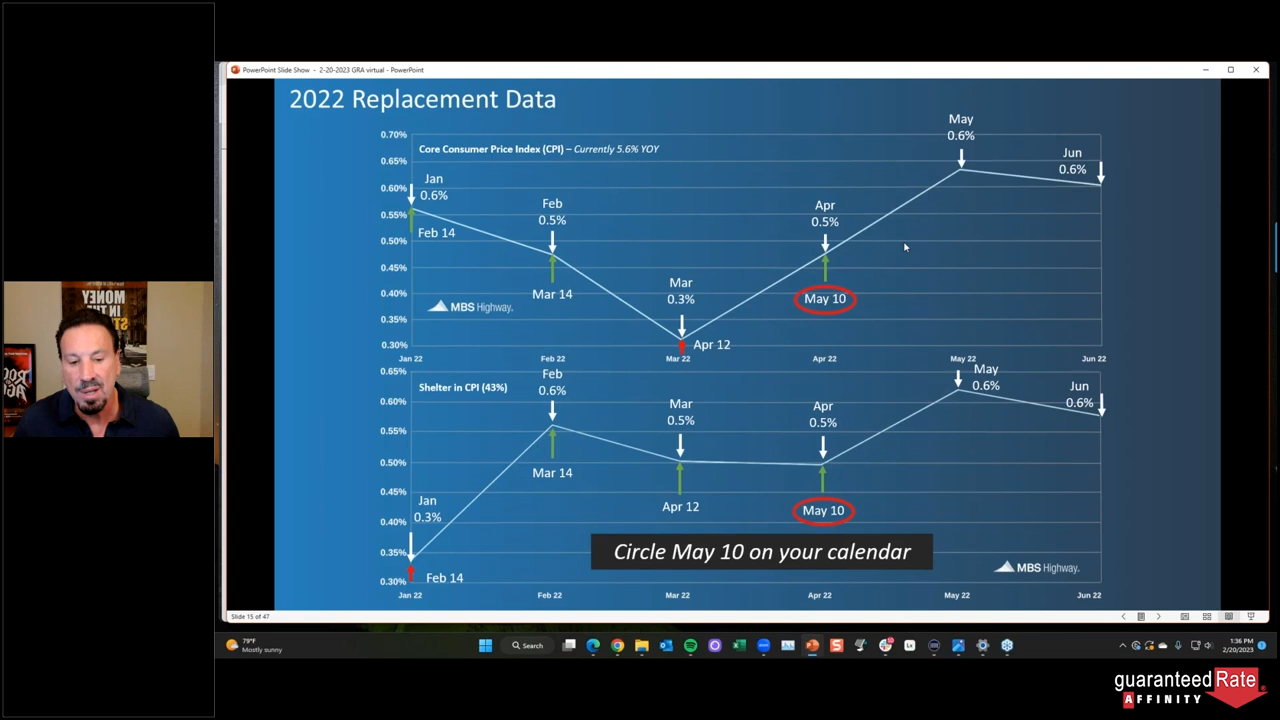 PowerPoint Slide Show - 2-20-2023 GRA virtual - PowerPoint
2022 Replacement Data
0.70%
0.65%
0.60%
0.55%
0.50%
0.45%
0.40%
0.35%
0.30%
Core Consumer Price Index (CPI) – Currently 5.6% YOY
Jan
0.6%
Feb 14
Feb
0.5%
Mar 14
Mar
0.3%
Apr 12
Apr
0.5%
May 10
May
0.6%
Jun
0.6%
MBS Highway.
Jan 22
Feb 22
Mar 22
Apr 22
May 22
Jun 22
0.65%
0.60%
0.55%
0.50%
0.45%
0.40%
0.35%
0.30%
Shelter in CPI (43%)
Jan
0.3%
Feb 14
Feb
0.6%
Mar 14
Mar
0.5%
Apr 12
Apr
0.5%
May 10
May
0.6%
Jun
0.6%
Circle May 10 on your calendar
MBS Highway.
Jan 22
Feb 22
Mar 22
Apr 22
May 22
Jun 22
Slide 15 of 47
MONEY
IN THE
ROCK
AGE
79°F
Mostly sunny
Search
Lx
1:36 PM
2/20/2023
guaranteed Rate
AFFINITY